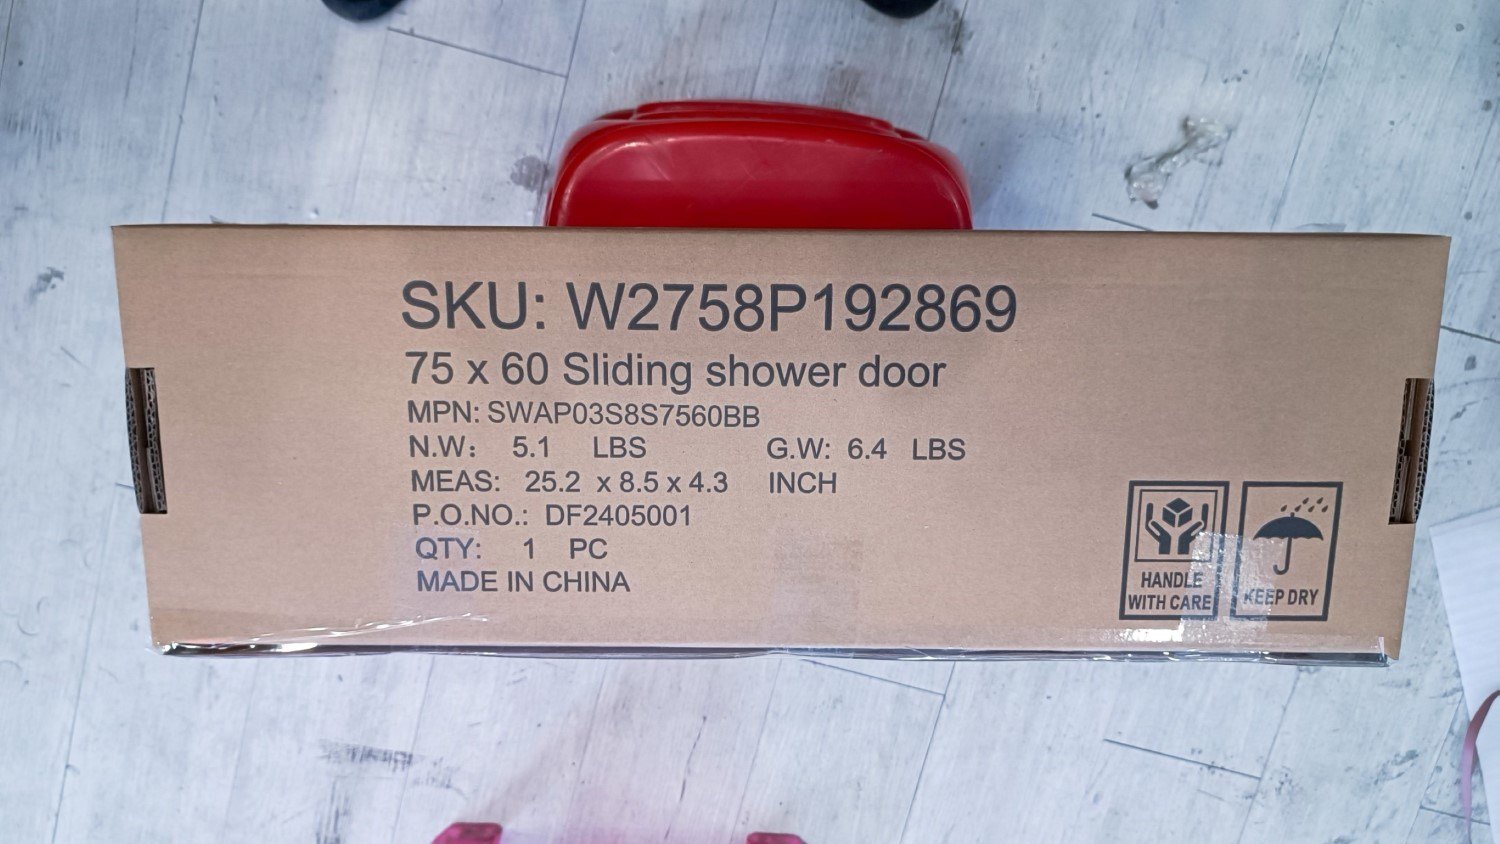 SKU: W2758P192869
75 x 60 Sliding shower door
MPN: SWAP03S8S7560BB
N.W: 5.1 LBS G.W: 6.4 LBS
MEAS: 25.2 x 8.5 x 4.3 INCH
P.O.NO.: DF2405001
QTY: 1 PC
MADE IN CHINA
HANDLE
WITH CARE
KEEP DRY